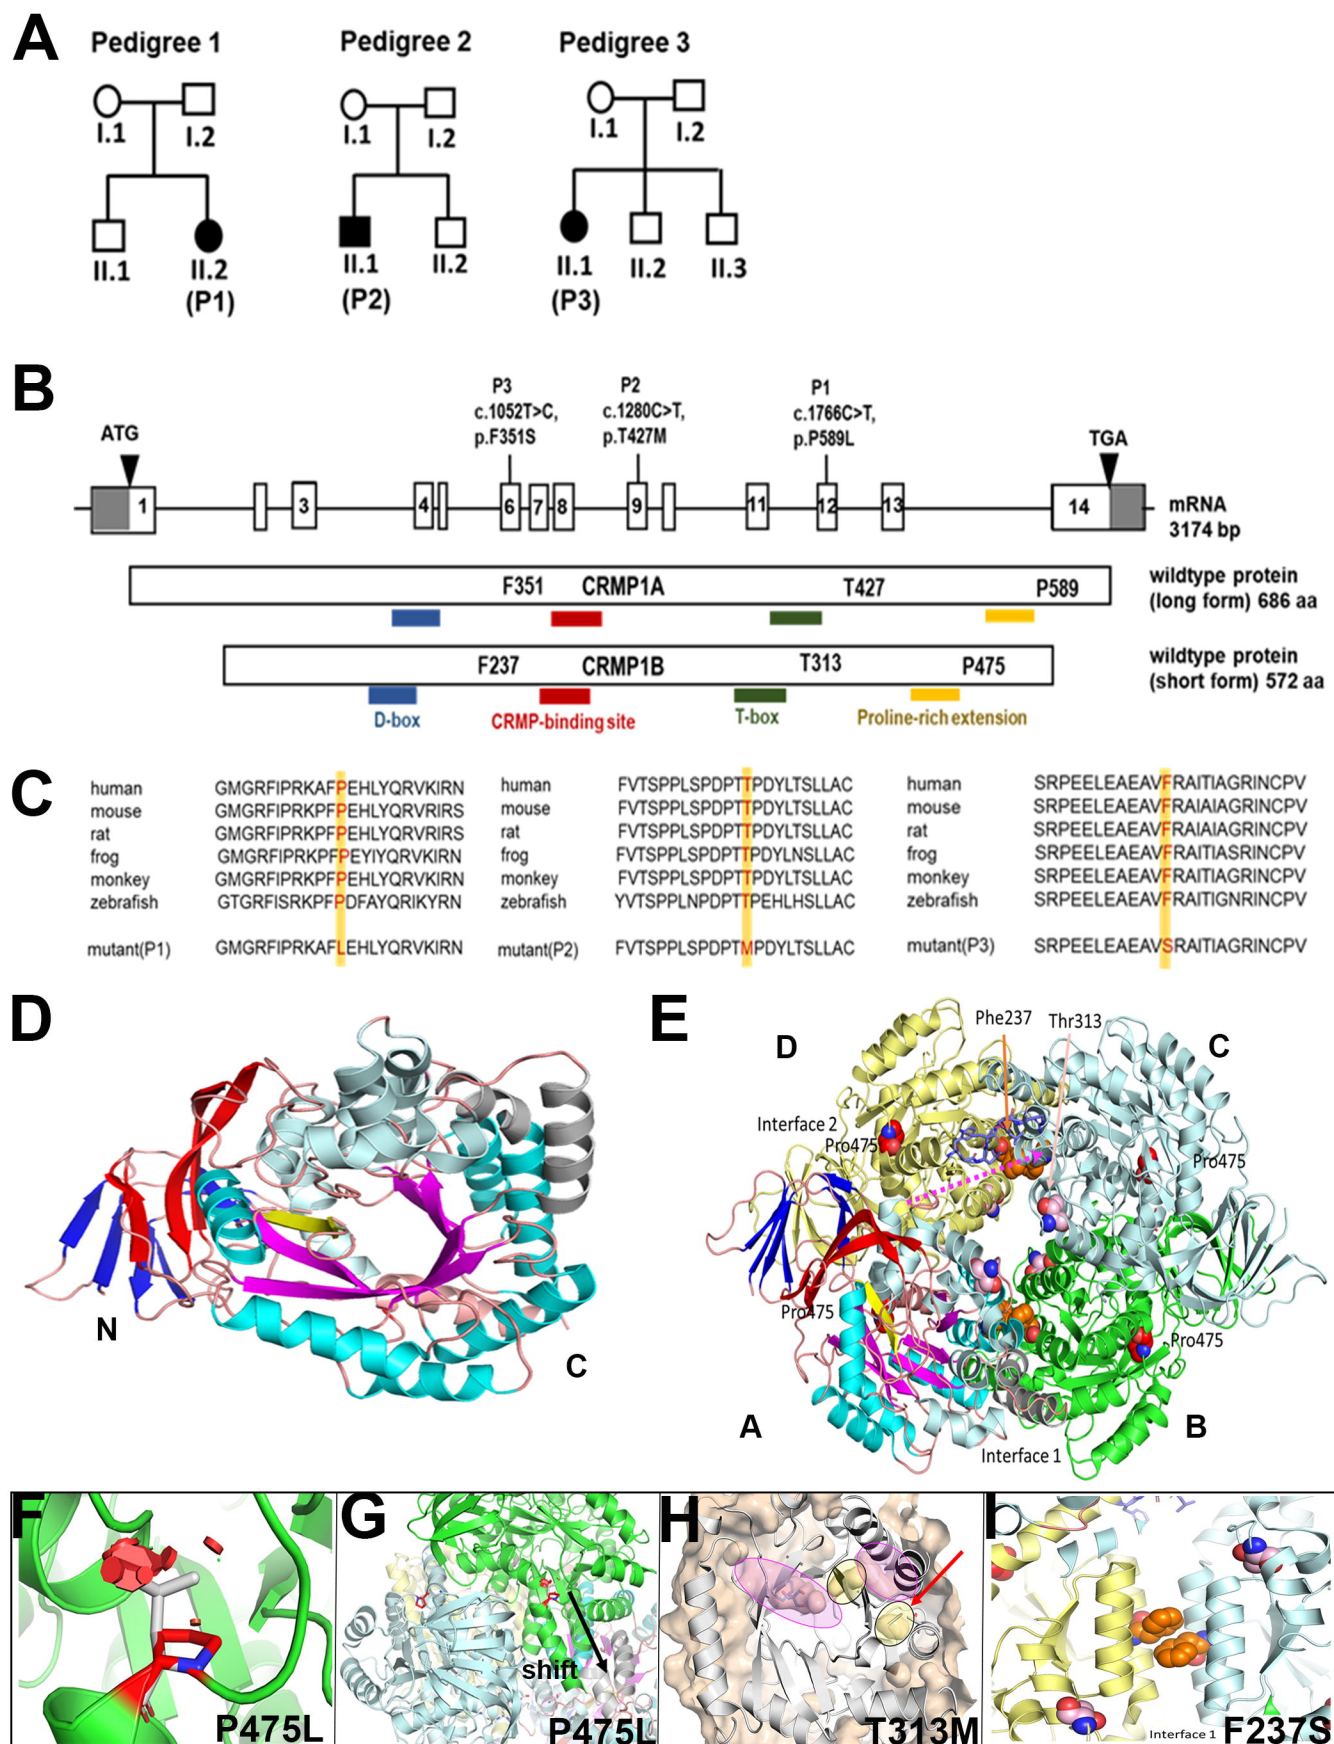 A
Pedigree 1
Pedigree 2
Pedigree 3
I.1
I.2
I.1
I.2
I.1
I.2
II.1
II.2
(P1)
II.1
(P2)
II.2
II.1
(P3)
II.2
II.3
B
P3
c.1052T>C,
p.F351S
P2
c.1280C>T,
p.T427M
P1
c.1766C>T,
p.P589L
ATG
TGA
1
3
4
6
7
8
9
11
12
13
14
mRNA
3174 bp
F351
CRMP1A
T427
P589
wildtype protein
(long form) 686 aa
F237
CRMP1B
T313
P475
wildtype protein
(short form) 572 aa
D-box
CRMP-binding site
T-box
Proline-rich extension
C
human GMGRFIPRKAFPEHLYQRVKIRN
mouse GMGRFIPRKPFPEHLYQRVRIRS
rat GMGRFIPRKPFPEHLYQRVRIRS
frog GMGRFIPRKPFPEYIYQRVKIRN
monkey GMGRFIPRKPFPEHLYQRVKIRN
zebrafish GTGRFISRKPFPDFAYQRIKYRN
mutant(P1) GMGRFIPRKAFLEHLYQRVKIRN
human FVTSPPLSPDPTTPDYLTSLLAC
mouse FVTSPPLSPDPTTPDYLTSLLAC
rat FVTSPPLSPDPTTPDYLTSLLAC
frog FVTSPPLSPDPTTPDYLNSLLAC
monkey FVTSPPLSPDPTTPDYLTSLLAC
zebrafish YVTSPPLNPDPTTPEHLHSLLAC
mutant(P2) FVTSPPLSPDPTMPDYLTSLLAC
human SRPEELEAEAVFRAITIAGRINCPV
mouse SRPEELEAEAVFRAIAIAGRINCPV
rat SRPEELEAEAVFRAIAIAGRINCPV
frog SRPEELEAEAVFRAITIASRINCPV
monkey SRPEELEAEAVFRAITIAGRINCPV
zebrafish SRPEELEAEAVFRAITIGNRINCPV
mutant(P3) SRPEELEAEAVSRAITIAGRINCPV
D
N
C
E
Phe237
Thr313
D
C
Interface 2
Pro475
Pro475
Pro475
Pro475
A
B
Interface 1
F
P475L
G
shift
P475L
H
T313M
I
Interface 1
F237S